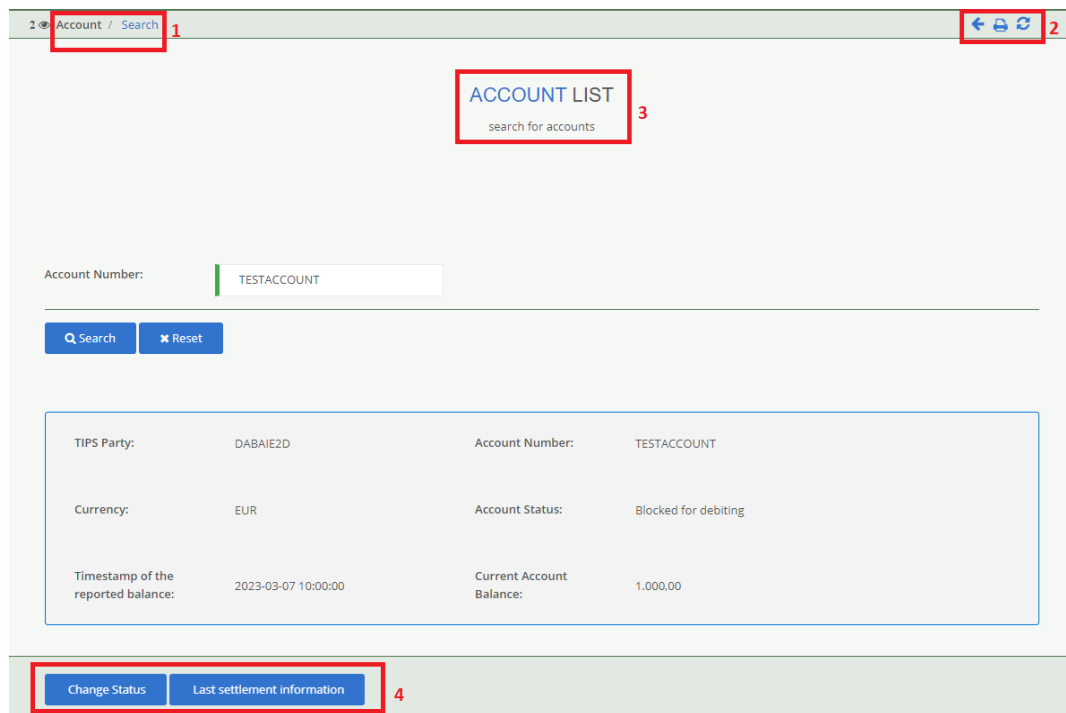 2 Account / Search 1
2
ACCOUNT LIST
search for accounts
3
Account Number: TESTACCOUNT
Search Reset
TIPS Party: DABAIE2D Account Number: TESTACCOUNT
Currency: EUR Account Status: Blocked for debiting
Timestamp of the reported balance: 2023-03-07 10:00:00 Current Account Balance: 1.000,00
Change Status Last settlement information 4